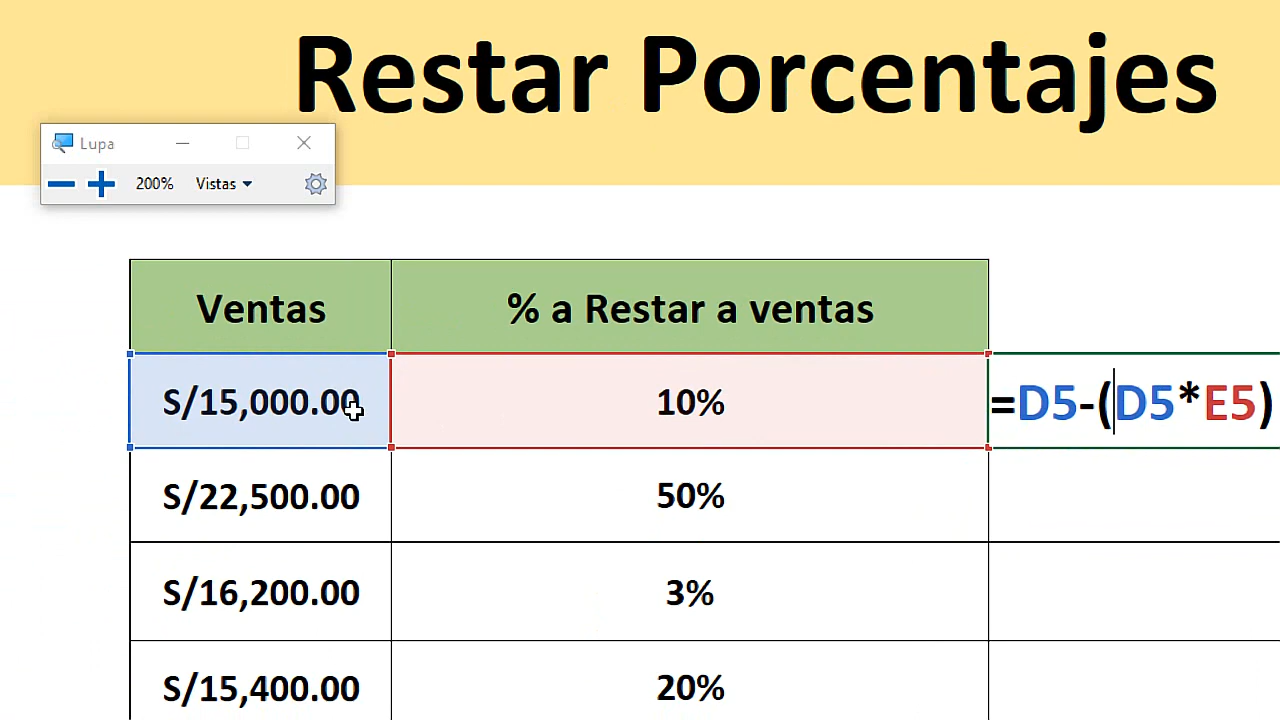 Restar Porcentajes
Lupa
200% Vistas
Ventas % a Restar a ventas
S/15,000.00 10% =D5-(D5*E5)
S/22,500.00 50%
S/16,200.00 3%
S/15,400.00 20%